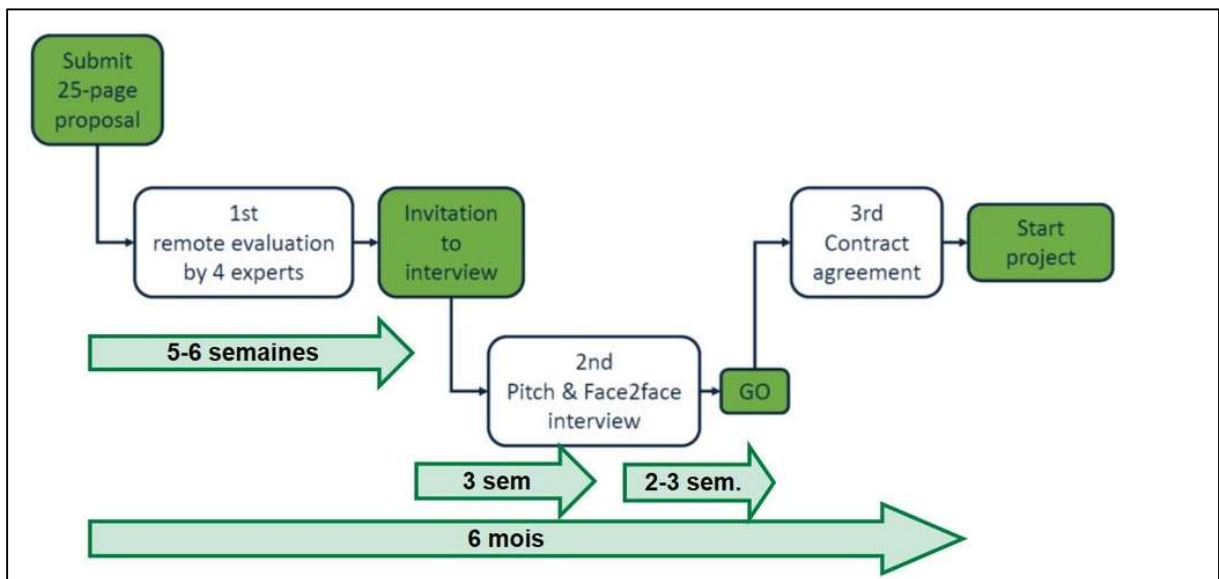 Submit
25-page
proposal
1st
remote evaluation
by 4 experts
Invitation
to
interview
3rd
Contract
agreement
Start
project
5-6 semaines
2nd
Pitch & Face2face
interview
GO
3 sem
2-3 sem.
6 mois